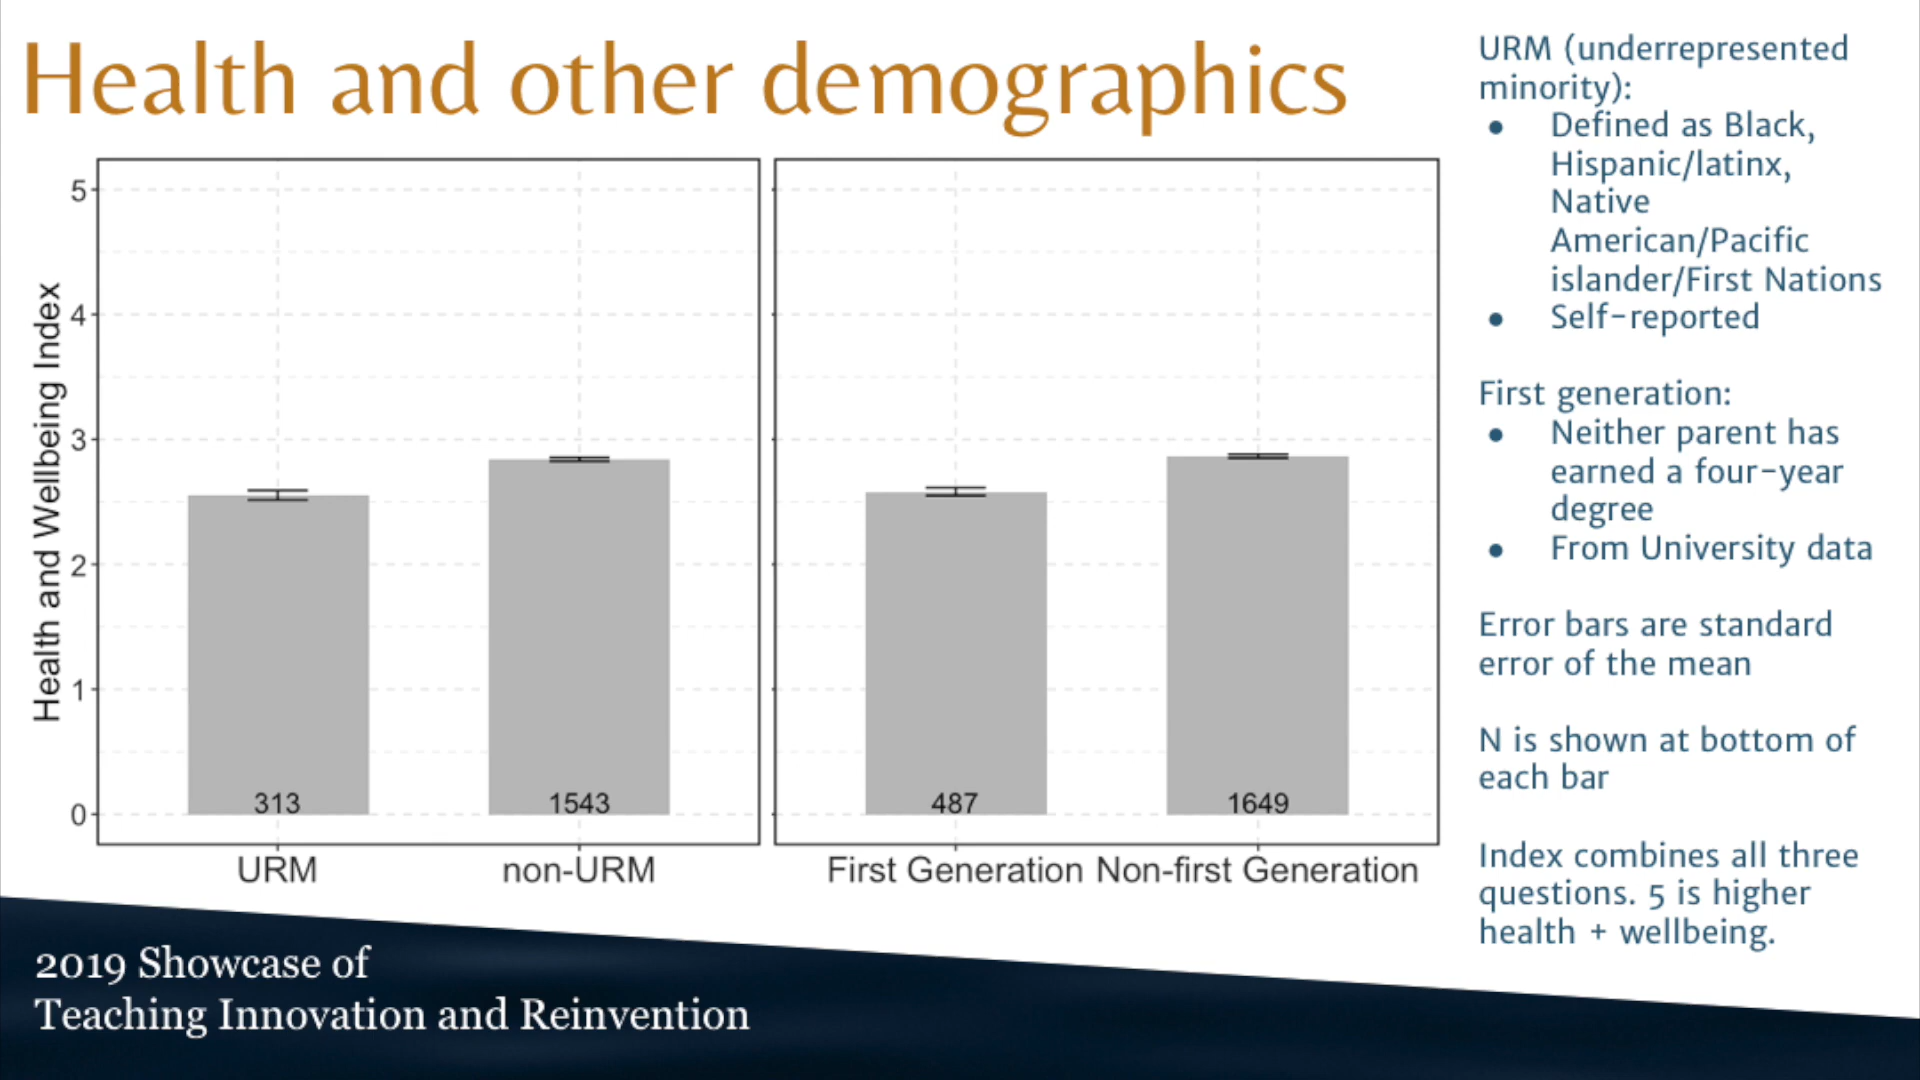 Health and other demographics
Health and Wellbeing Index
5
4
3
2
1
0
313
1543
487
1649
URM
non-URM
First Generation
Non-first Generation
URM (underrepresented
minority):
● Defined as Black,
Hispanic/latinx,
Native
American/Pacific
islander/First Nations
● Self-reported
First generation:
● Neither parent has
earned a four-year
degree
● From University data
Error bars are standard
error of the mean
N is shown at bottom of
each bar
Index combines all three
questions. 5 is higher
health + wellbeing.
2019 Showcase of
Teaching Innovation and Reinvention